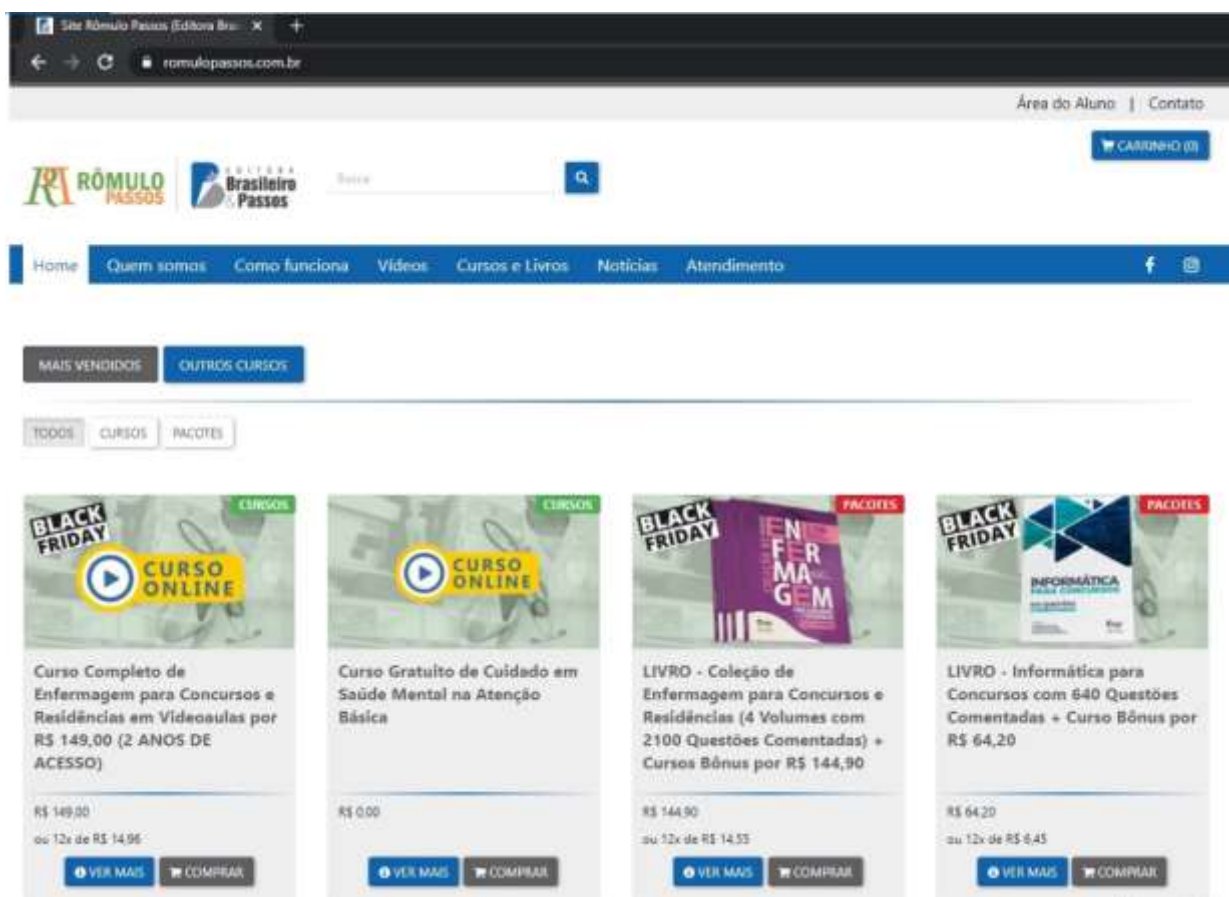 Site Rômulo Passos (Editora Bra
romulopassos.com.br
Área do Aluno | Contato
CARRINHO (0)
RÔMULO
PASSOS
EDITORA
Brasileiro
& Passos
Busca
Home Quem somos Como funciona Vídeos Cursos e Livros Notícias Atendimento
MAIS VENDIDOS OUTROS CURSOS
TODOS CURSOS PACOTES
BLACK
FRIDAY
CURSOS
CURSO
ONLINE
Curso Completo de
Enfermagem para Concursos e
Residências em Videoaulas por
R$ 149,00 (2 ANOS DE
ACESSO)
R$ 149,00
ou 12x de R$ 14,96
VER MAIS COMPRAR
CURSOS
CURSO
ONLINE
Curso Gratuito de Cuidado em
Saúde Mental na Atenção
Básica
R$ 0,00
VER MAIS COMPRAR
BLACK
FRIDAY
PACOTES
EN
FER
MA
GEM
LIVRO - Coleção de
Enfermagem para Concursos e
Residências (4 Volumes com
2100 Questões Comentadas) +
Cursos Bônus por R$ 144,90
R$ 144,90
ou 12x de R$ 14,55
VER MAIS COMPRAR
BLACK
FRIDAY
PACOTES
INFORMÁTICA
PARA CONCURSOS
LIVRO - Informática para
Concursos com 640 Questões
Comentadas + Curso Bônus por
R$ 64,20
R$ 64,20
ou 12x de R$ 6,45
VER MAIS COMPRAR